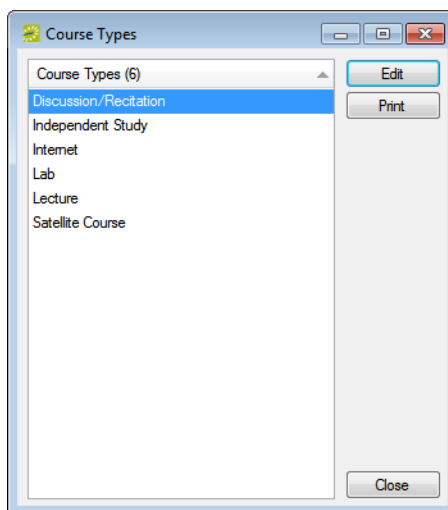 Course Types
Course Types (6)
Edit
Discussion/Recitation
Print
Independent Study
Internet
Lab
Lecture
Satellite Course
Close